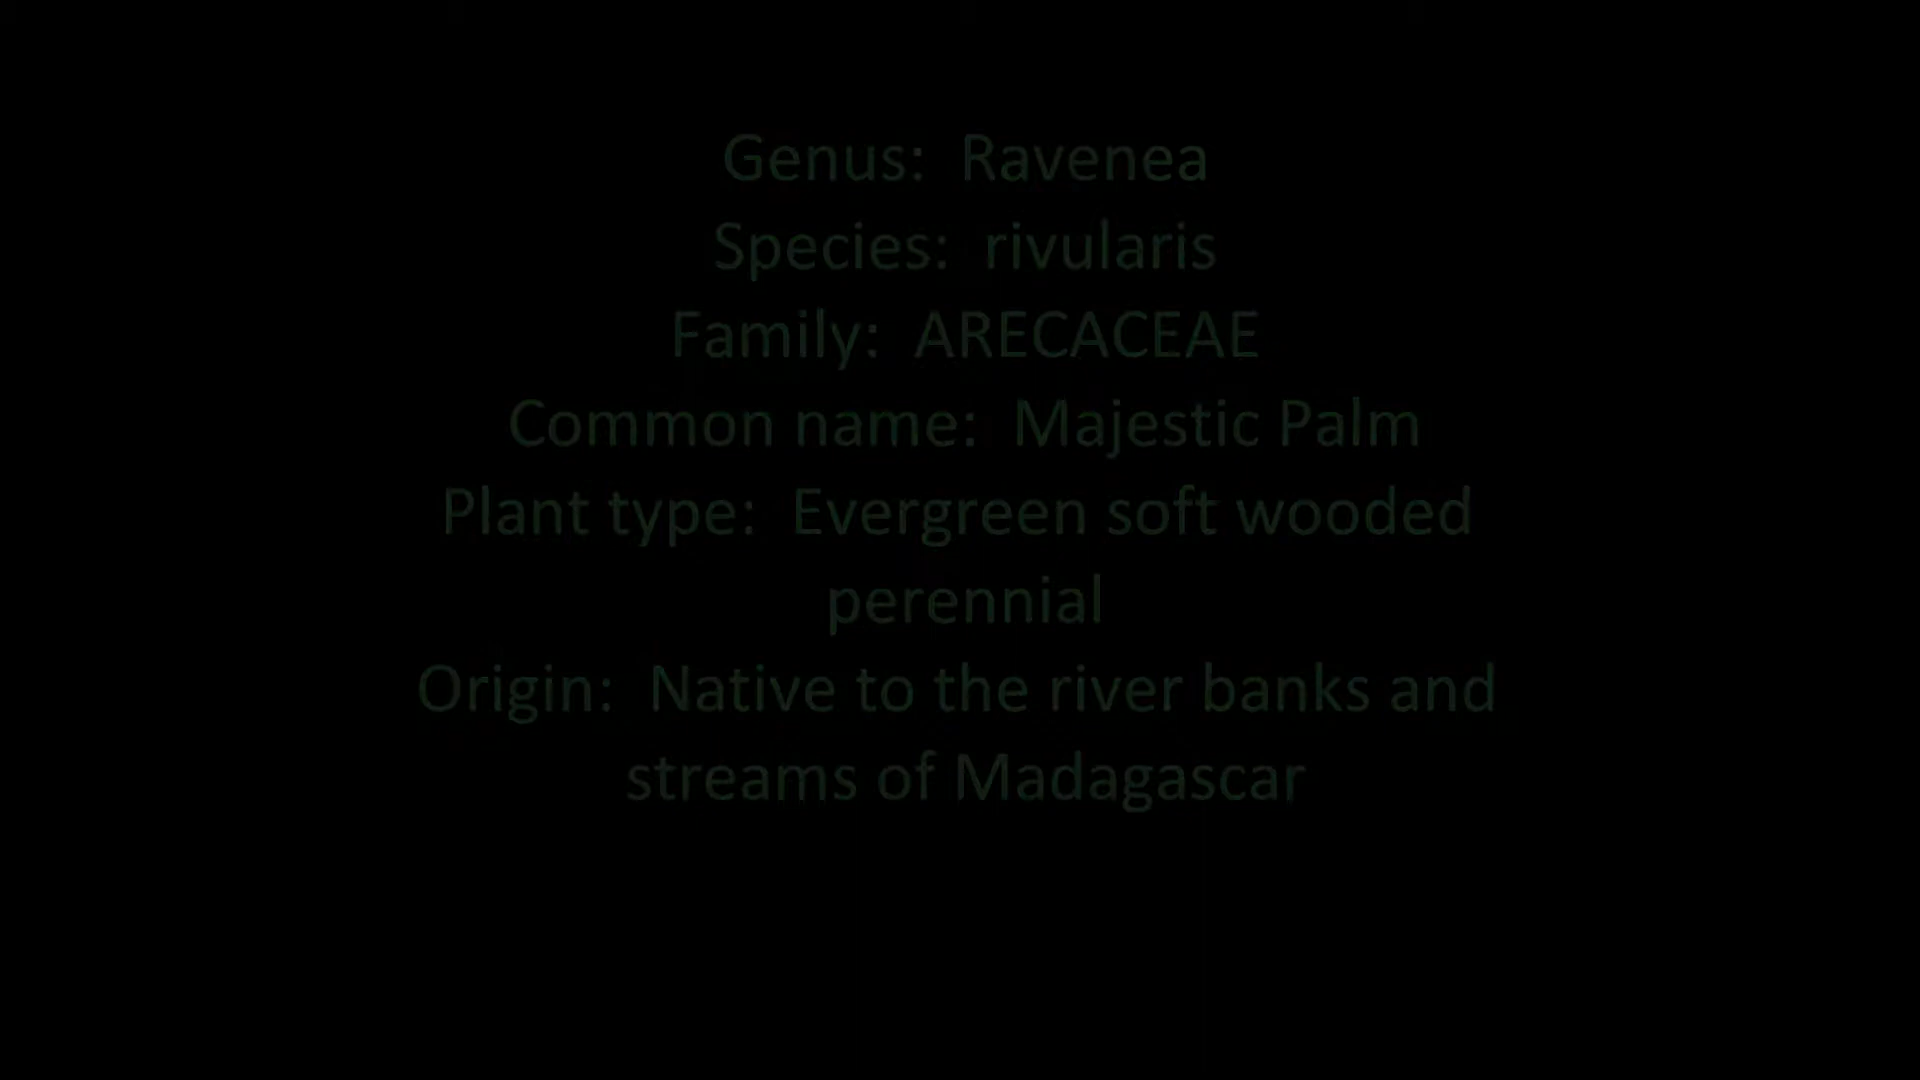 Genus:  Ravenea
Species:  rivularis
Family:  ARECACEAE
Common name:  Majestic Palm
Plant type:  Evergreen soft wooded
perennial
Origin:  Native to the river banks and
streams of Madagascar